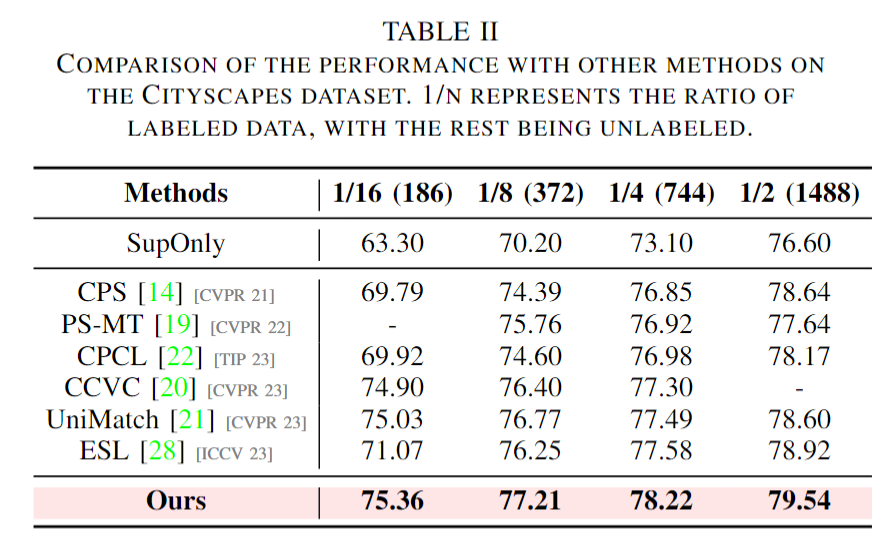 TABLE II
COMPARISON OF THE PERFORMANCE WITH OTHER METHODS ON
THE CITYSCAPES DATASET. 1/N REPRESENTS THE RATIO OF
LABELED DATA, WITH THE REST BEING UNLABELED.
Methods 1/16 (186) 1/8 (372) 1/4 (744) 1/2 (1488)
SupOnly 63.30 70.20 73.10 76.60
CPS [14] [CVPR 21] 69.79 74.39 76.85 78.64
PS-MT [19] [CVPR 22] - 75.76 76.92 77.64
CPCL [22] [TIP 23] 69.92 74.60 76.98 78.17
CCVC [20] [CVPR 23] 74.90 76.40 77.30 -
UniMatch [21] [CVPR 23] 75.03 76.77 77.49 78.60
ESL [28] [ICCV 23] 71.07 76.25 77.58 78.92
Ours 75.36 77.21 78.22 79.54